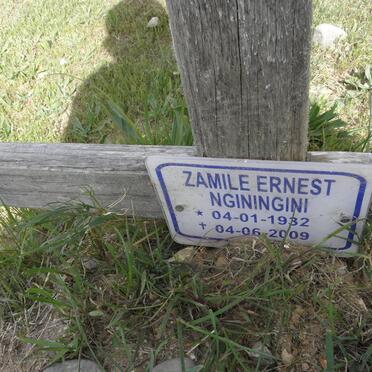 ZAMILE ERNEST
NGININGINI
* 04-01-1932
✝ 04-06-2009